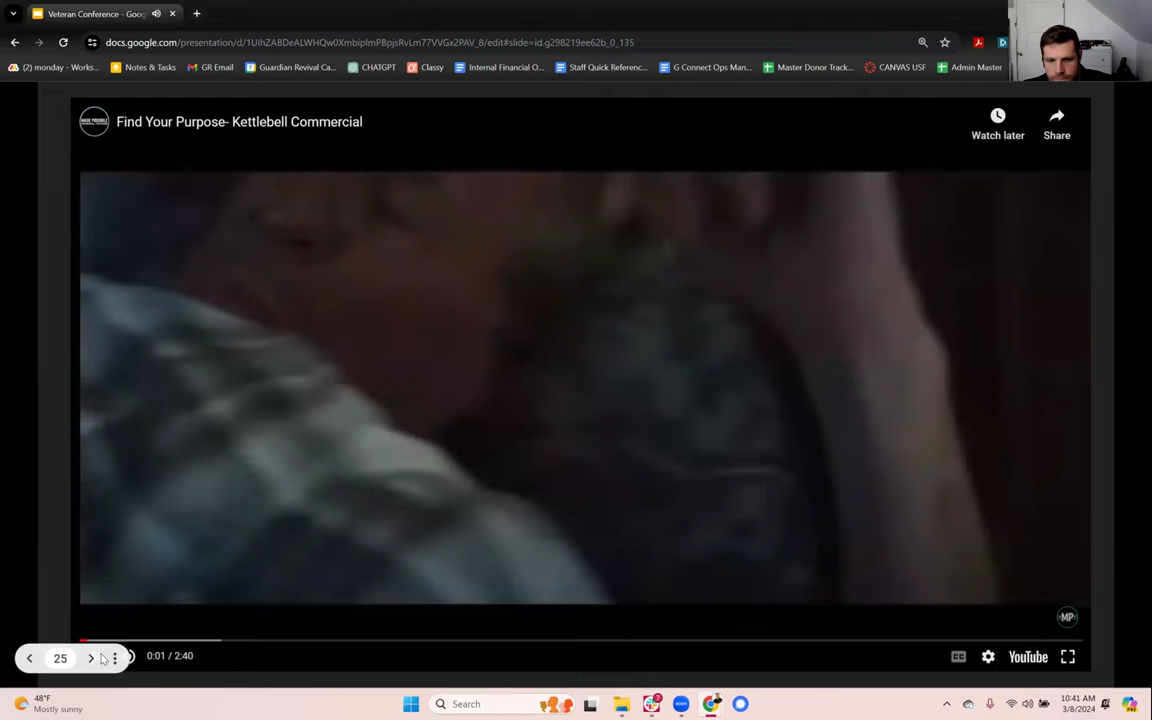 Veteran Conference - Goog
docs.google.com/presentation/d/1UIhZABDeALWHQw0XmbiplmPBpjsRvLm77VVGx2PAV_8/edit#slide=id.g298219ee62b_0_135
(2) monday - Works...
Notes & Tasks
GR Email
Guardian Revival Ca...
CHATGPT
Classy
Internal Financial O...
Staff Quick Referenc...
G Connect Ops Man...
Master Donor Track...
CANVAS USF
Admin Master
Find Your Purpose- Kettlebell Commercial
Watch later
Share
MP
25
0:01 / 2:40
CC
YouTube
48°F
Mostly sunny
Search
10:41 AM
3/8/2024